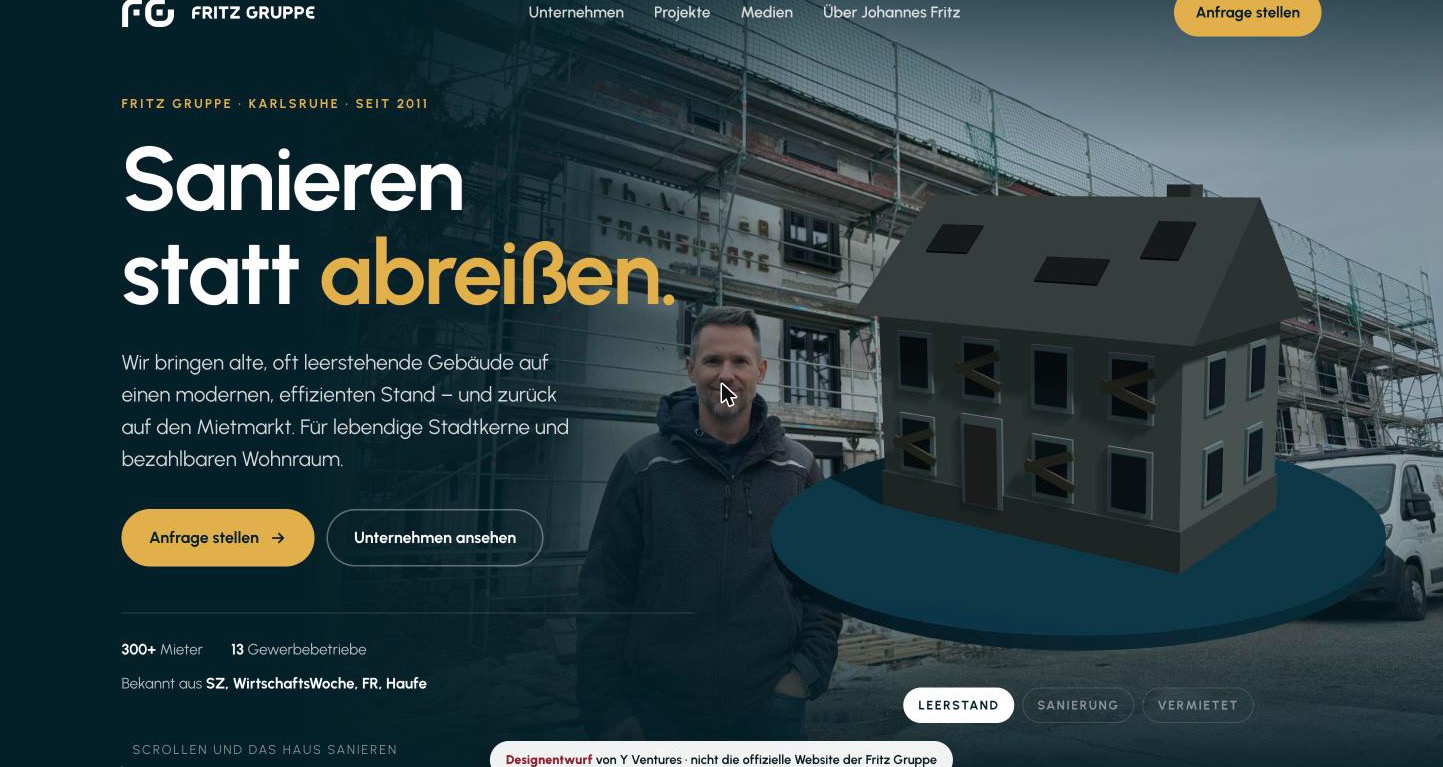 FG FRITZ GRUPPE
Unternehmen Projekte Medien Über Johannes Fritz
Anfrage stellen
FRITZ GRUPPE · KARLSRUHE · SEIT 2011
Sanieren
statt abreißen.
Wir bringen alte, oft leerstehende Gebäude auf
einen modernen, effizienten Stand – und zurück
auf den Mietmarkt. Für lebendige Stadtkerne und
bezahlbaren Wohnraum.
Anfrage stellen →
Unternehmen ansehen
300+ Mieter 13 Gewerbebetriebe
Bekannt aus SZ, WirtschaftsWoche, FR, Haufe
SCROLLEN UND DAS HAUS SANIEREN
TRANSPORTE
LEERSTAND SANIERUNG VERMIETET
Designentwurf von Y Ventures · nicht die offizielle Website der Fritz Gruppe